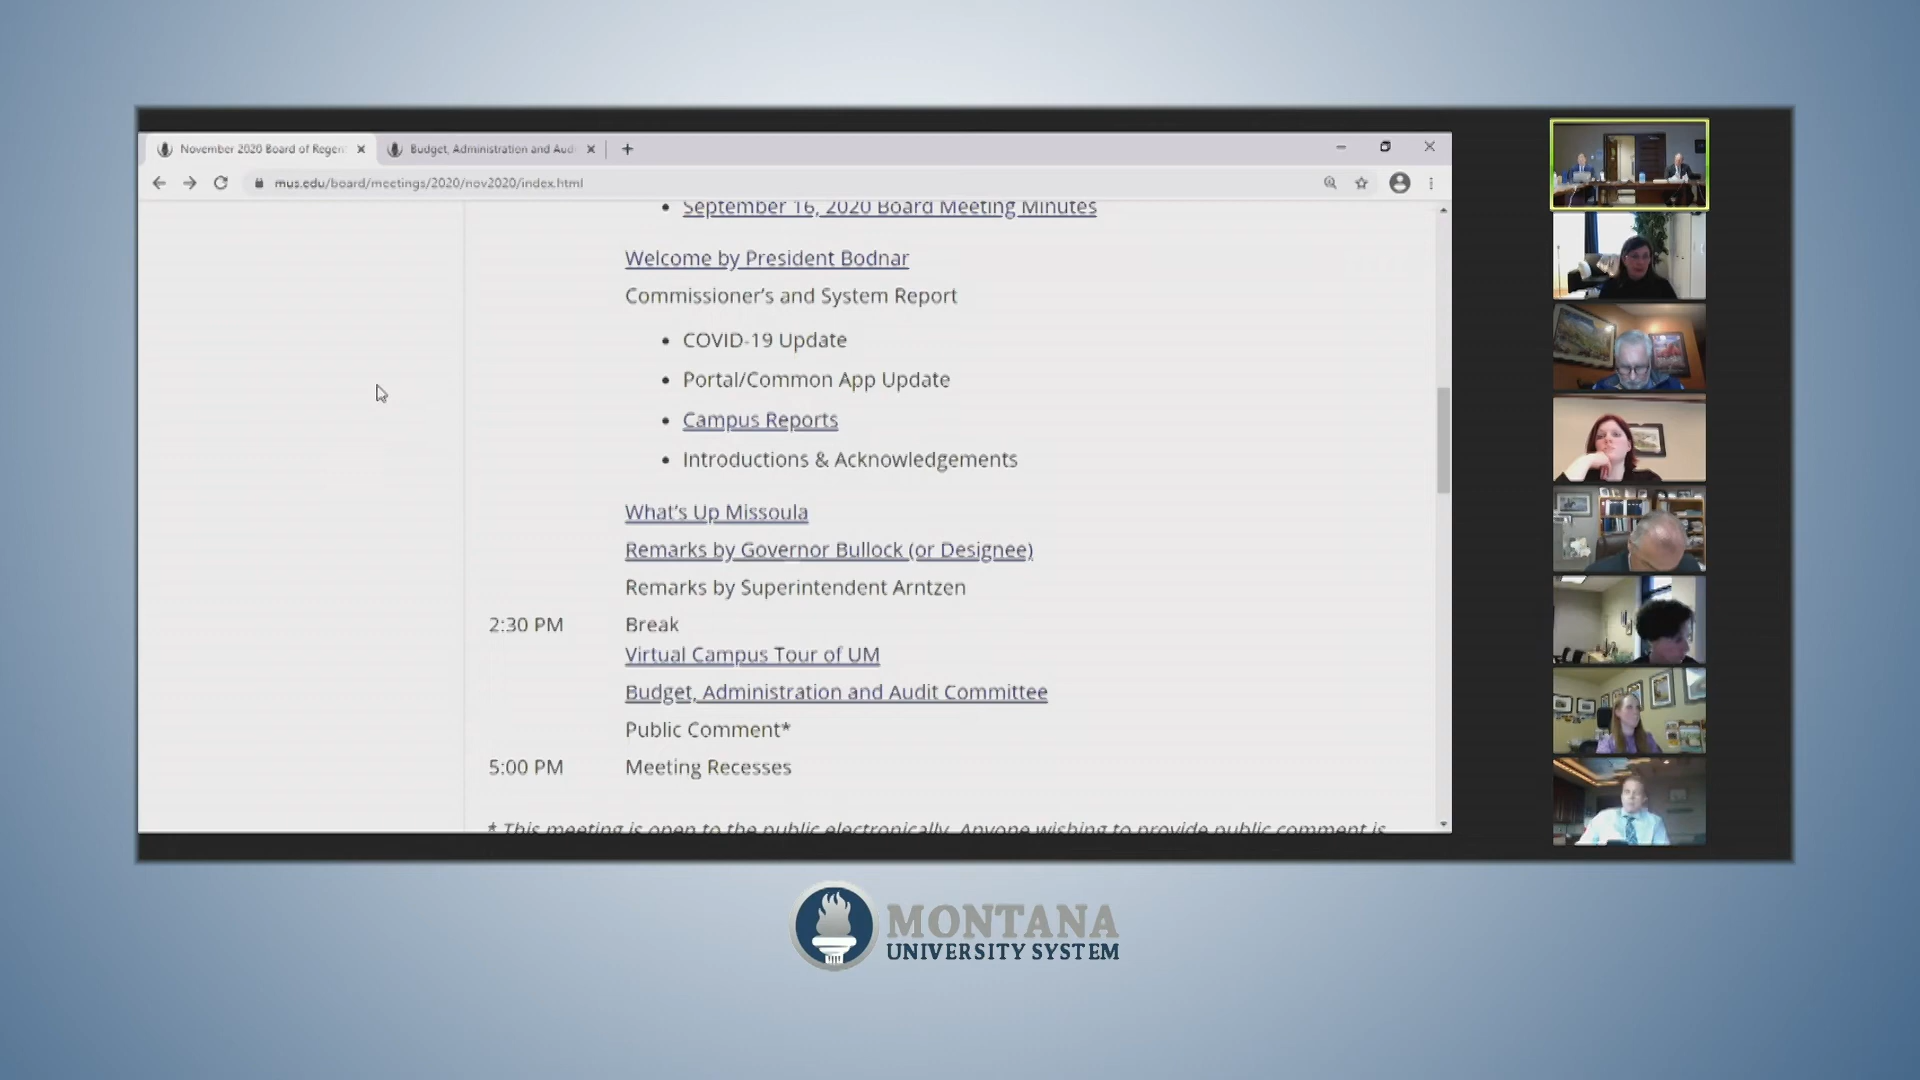 November 2020 Board of Regen
Budget, Administration and Aud
mus.edu/board/meetings/2020/nov2020/index.html
September 16, 2020 Board Meeting Minutes
Welcome by President Bodnar
Commissioner's and System Report
COVID-19 Update
Portal/Common App Update
Campus Reports
Introductions & Acknowledgements
What's Up Missoula
Remarks by Governor Bullock (or Designee)
Remarks by Superintendent Arntzen
2:30 PM Break
Virtual Campus Tour of UM
Budget, Administration and Audit Committee
Public Comment*
5:00 PM Meeting Recesses
* This meeting is open to the public electronically. Anyone wishing to provide public comment is
MONTANA
UNIVERSITY SYSTEM